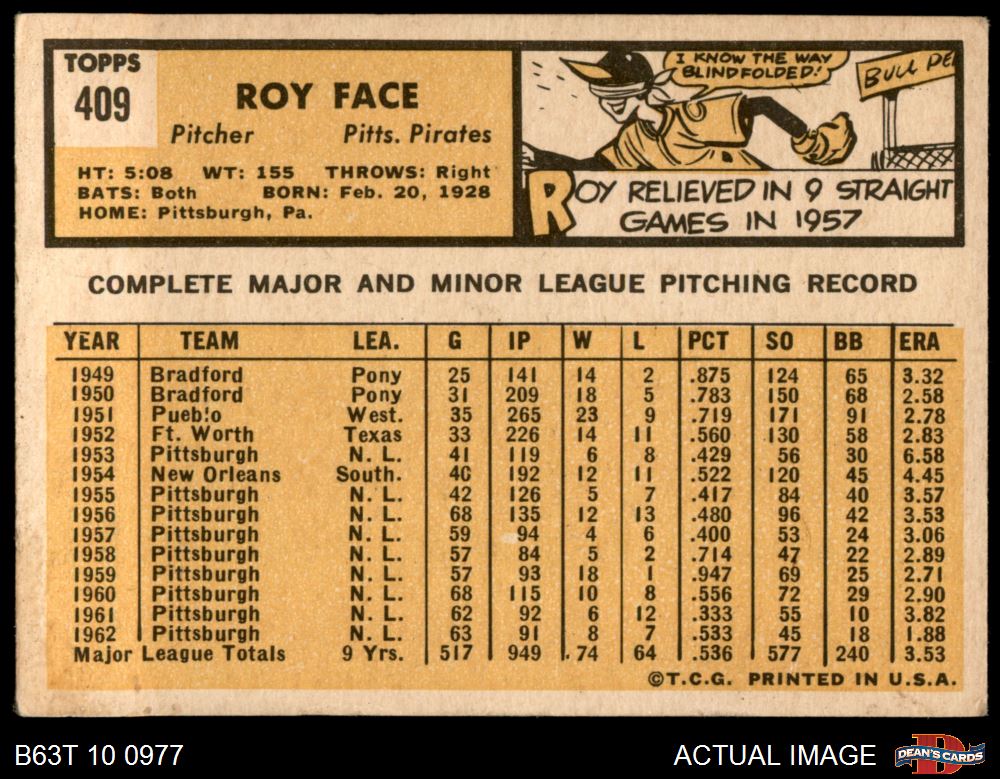 TOPPS
409
ROY FACE
Pitcher Pitts. Pirates
HT: 5:08 WT: 155 THROWS: Right
BATS: Both BORN: Feb. 20, 1928
HOME: Pittsburgh, Pa.
I KNOW THE WAY
BLINDFOLDED!
BULL PE
ROY RELIEVED IN 9 STRAIGHT
GAMES IN 1957
COMPLETE MAJOR AND MINOR LEAGUE PITCHING RECORD
YEAR TEAM LEA. G IP W L PCT SO BB ERA
1949 Bradford Pony 25 141 14 2 .875 124 65 3.32
1950 Bradford Pony 31 209 18 5 .783 150 68 2.58
1951 Pueblo West. 35 265 23 9 .719 171 91 2.78
1952 Ft. Worth Texas 33 226 14 11 .560 130 58 2.83
1953 Pittsburgh N. L. 41 119 6 8 .429 56 30 6.58
1954 New Orleans South. 40 192 12 11 .522 120 45 4.45
1955 Pittsburgh N. L. 42 126 5 7 .417 84 40 3.57
1956 Pittsburgh N. L. 68 135 12 13 .480 96 42 3.53
1957 Pittsburgh N. L. 59 94 4 6 .400 53 24 3.06
1958 Pittsburgh N. L. 57 84 5 2 .714 47 22 2.89
1959 Pittsburgh N. L. 57 93 18 1 .947 69 25 2.71
1960 Pittsburgh N. L. 68 115 10 8 .556 72 29 2.90
1961 Pittsburgh N. L. 62 92 6 12 .333 55 10 3.82
1962 Pittsburgh N. L. 63 91 8 7 .533 45 18 1.88
Major League Totals 9 Yrs. 517 949 74 64 .536 577 240 3.53
©T.C.G. PRINTED IN U.S.A.
B63T 10 0977 ACTUAL IMAGE DEAN'S CARDS